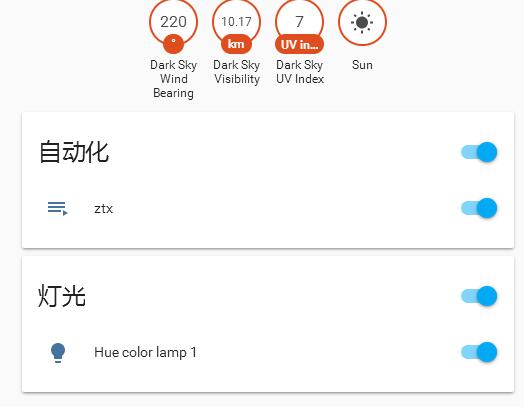 220 10.17 7
° km UV in...
Dark Sky Wind Bearing
Dark Sky Visibility
Dark Sky UV Index
Sun
自动化
ztx
灯光
Hue color lamp 1